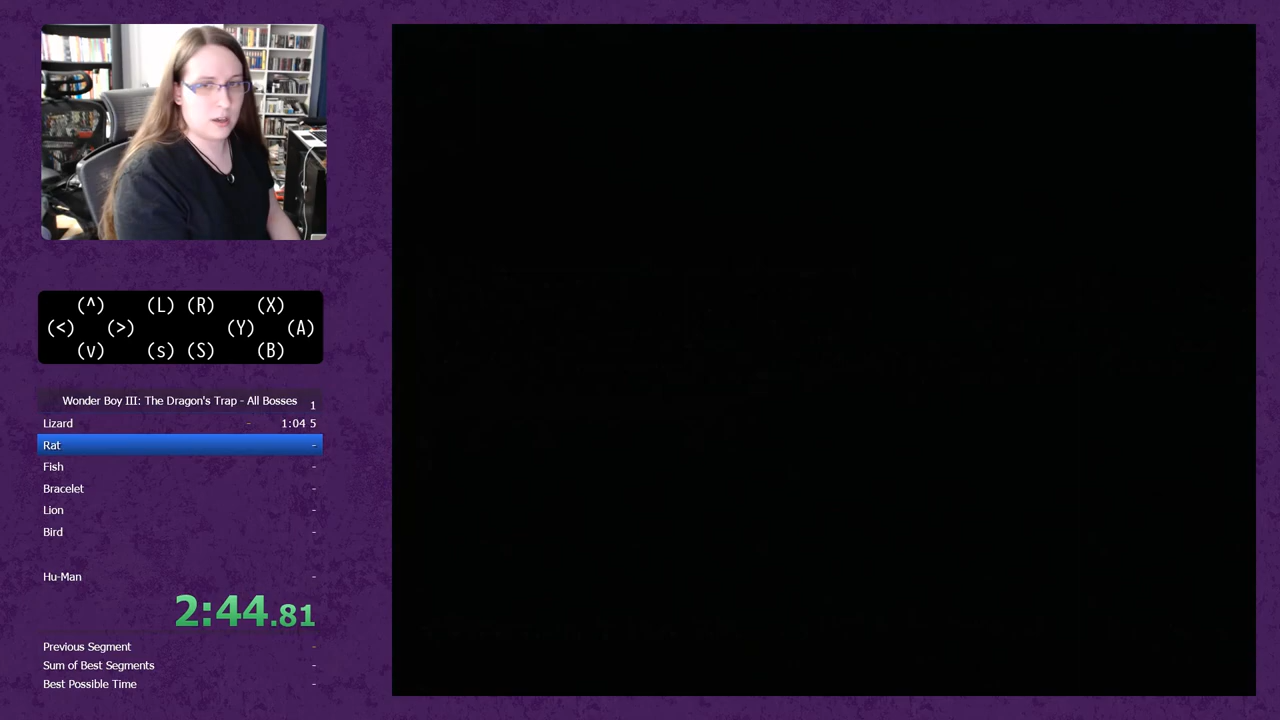 (^) (L) (R) (X)
(<) (>) (Y) (A)
(v) (s) (S) (B)
Wonder Boy III: The Dragon's Trap - All Bosses
1
Lizard - 1:04 5
Rat -
Fish -
Bracelet -
Lion -
Bird -
Hu-Man -
2:44.81
Previous Segment -
Sum of Best Segments -
Best Possible Time -